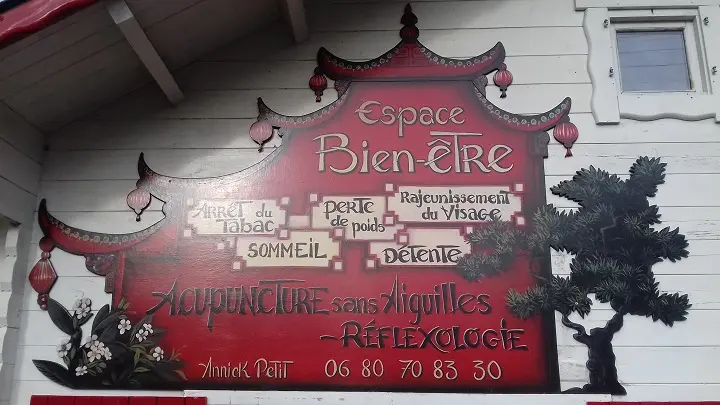 Espace
Bien-être
Arrêt du
Tabac
Perte
de poids
Rajeunissement
du Visage
SOMMEIL
Détente
Acupuncture sans Aiguilles
- RÉFLEXOLOGIE
Annick Petit 06 80 70 83 30